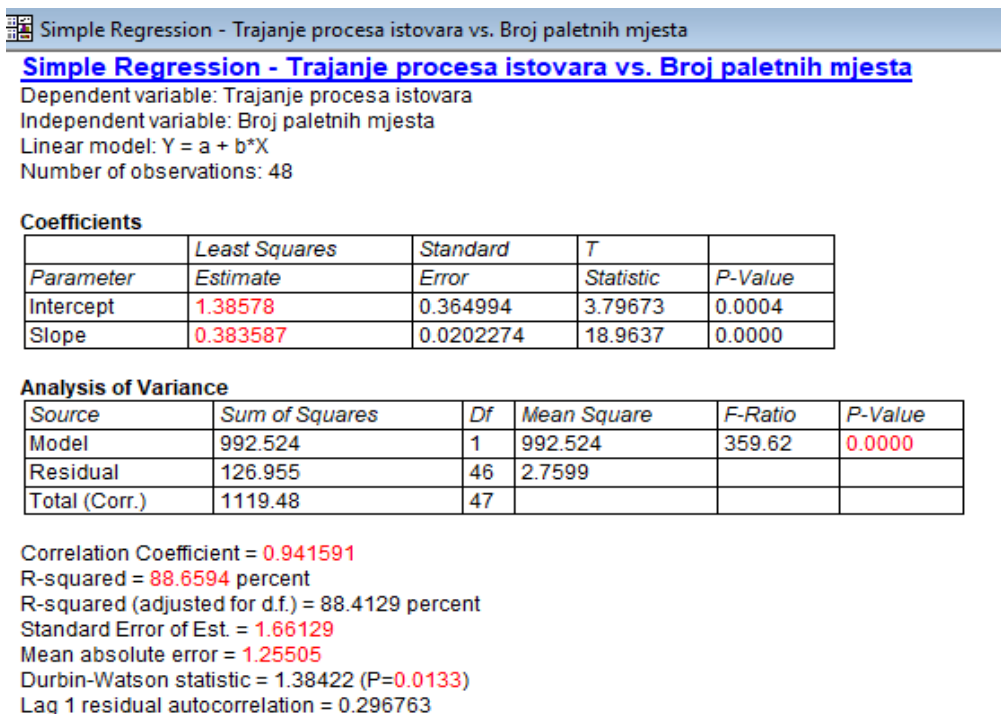 Simple Regression - Trajanje procesa istovara vs. Broj paletnih mjesta
Simple Regression - Trajanje procesa istovara vs. Broj paletnih mjesta
Dependent variable: Trajanje procesa istovara
Independent variable: Broj paletnih mjesta
Linear model: Y = a + b*X
Number of observations: 48
Coefficients
Least Squares Standard T
Parameter Estimate Error Statistic P-Value
Intercept 1.38578 0.364994 3.79673 0.0004
Slope 0.383587 0.0202274 18.9637 0.0000
Analysis of Variance
Source Sum of Squares Df Mean Square F-Ratio P-Value
Model 992.524 1 992.524 359.62 0.0000
Residual 126.955 46 2.7599
Total (Corr.) 1119.48 47
Correlation Coefficient = 0.941591
R-squared = 88.6594 percent
R-squared (adjusted for d.f.) = 88.4129 percent
Standard Error of Est. = 1.66129
Mean absolute error = 1.25505
Durbin-Watson statistic = 1.38422 (P=0.0133)
Lag 1 residual autocorrelation = 0.296763